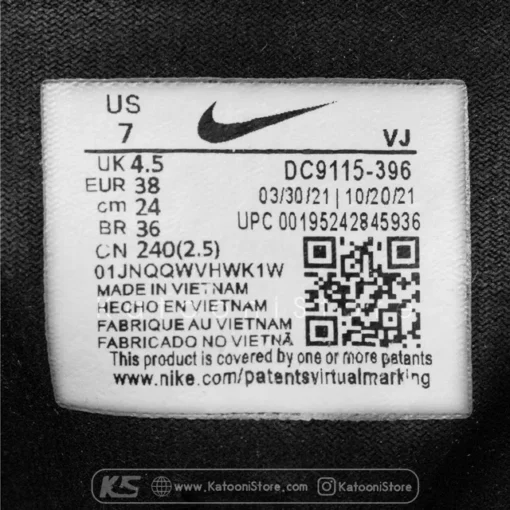 US
7
VJ
UK 4.5
EUR 38
cm 24
BR 36
CN 240(2.5)
DC9115-396
03/30/21 | 10/20/21
UPC 00195242845936
01JNQQWVHWK1W
MADE IN VIETNAM
HECHO EN VIETNAM
FABRIQUE AU VIETNAM
FABRICADO NO VIETNÃ
This product is covered by one or more patents
www.nike.com/patentsvirtualmarking
KS www.KatooniStore.com KatooniStore